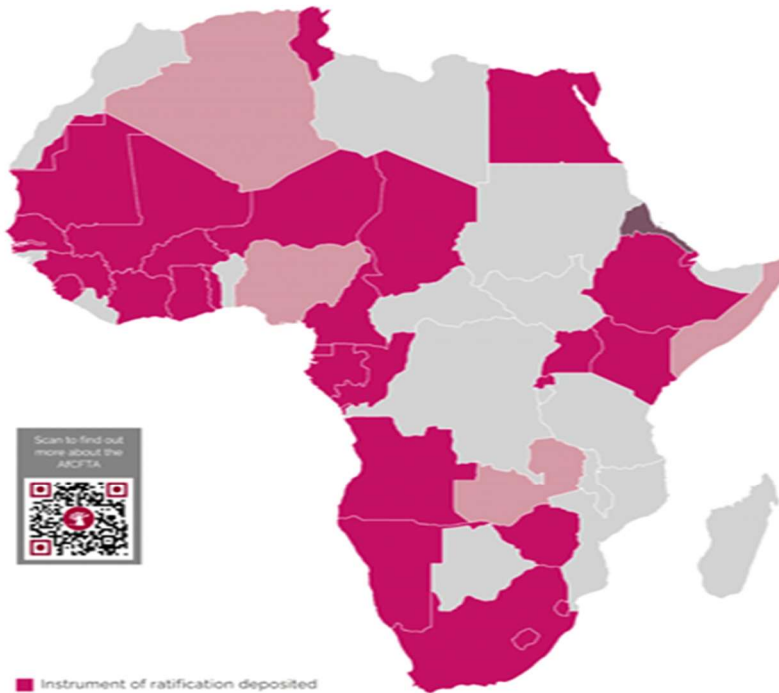 Scan to find out
more about the
AfCFTA
Instrument of ratification deposited